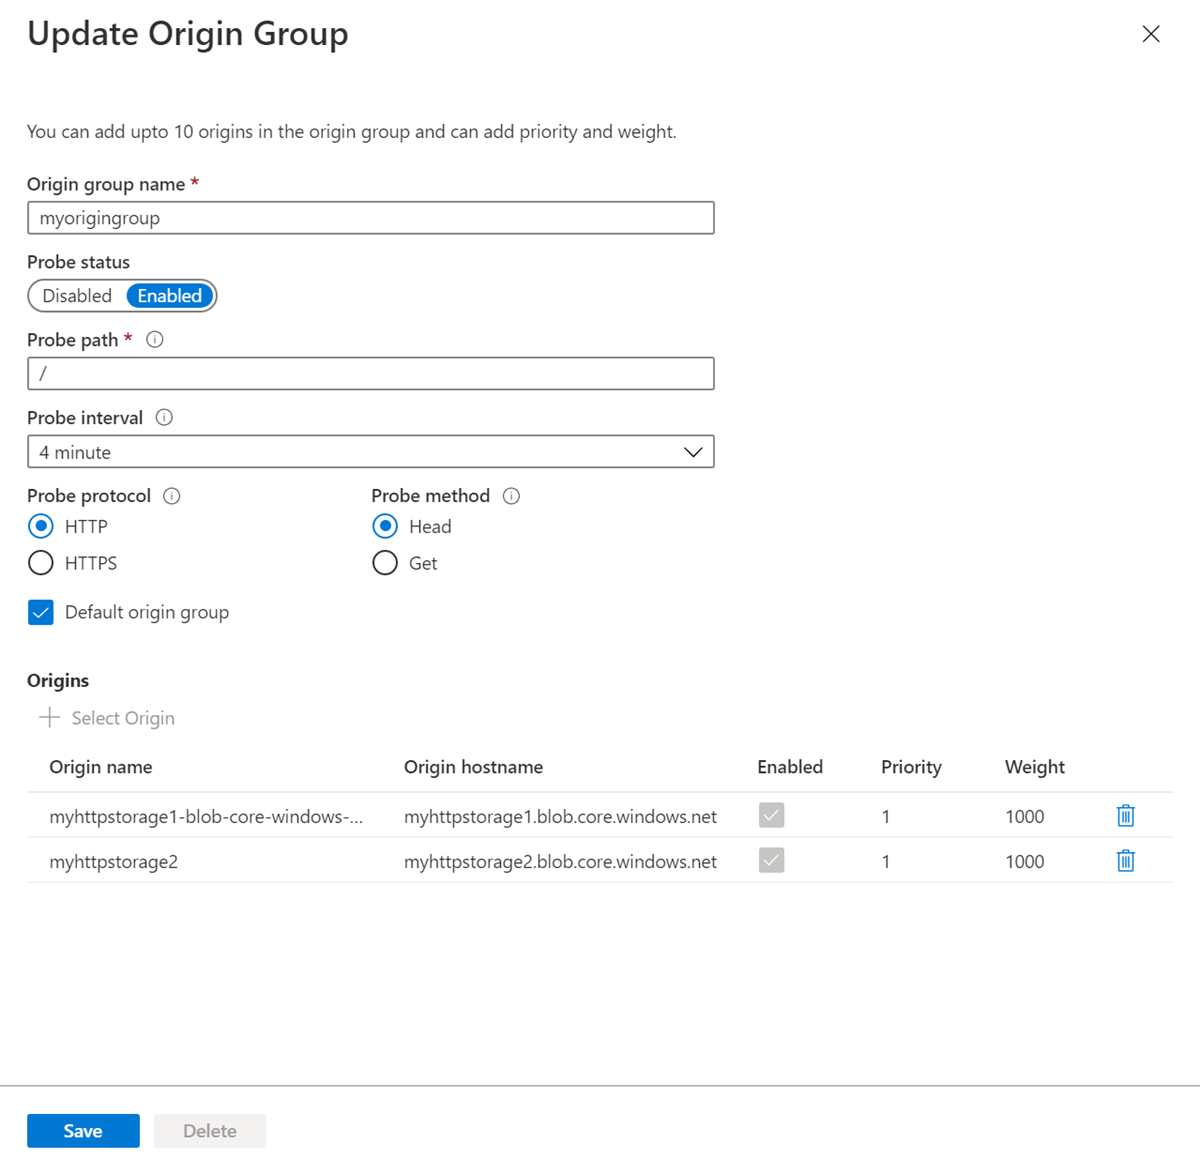 Update Origin Group
You can add upto 10 origins in the origin group and can add priority and weight.
Origin group name *
myorigingroup
Probe status
Disabled Enabled
Probe path *
/
Probe interval
4 minute
Probe protocol Probe method
HTTP Head
HTTPS Get
Default origin group
Origins
Select Origin
Origin name Origin hostname Enabled Priority Weight
myhttpstorage1-blob-core-windows-... myhttpstorage1.blob.core.windows.net 1 1000
myhttpstorage2 myhttpstorage2.blob.core.windows.net 1 1000
Save Delete